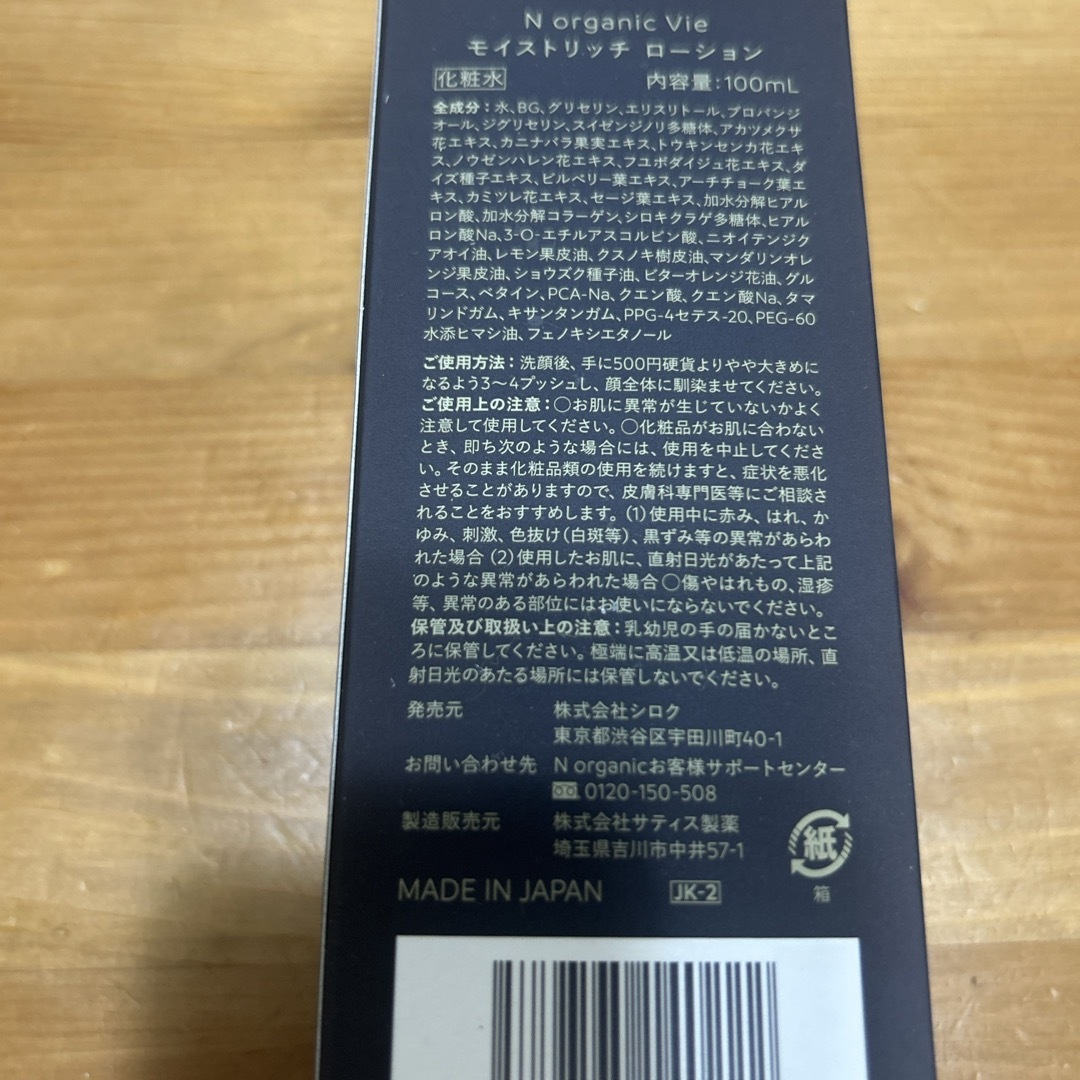 N organic Vie
モイストリッチ ローション
化粧水 内容量:100mL
全成分:水、BG、グリセリン、エリスリトール、プロパンジ
オール、ジグリセリン、スイゼンジノリ多糖体、アカツメクサ
花エキス、カニナバラ果実エキス、トウキンセンカ花エキ
ス、ノウゼンハレン花エキス、フユボダイジュ花エキス、ダ
イズ種子エキス、ビルベリー葉エキス、アーチチョーク葉エ
キス、カミツレ花エキス、セージ葉エキス、加水分解ヒアル
ロン酸、加水分解コラーゲン、シロキクラゲ多糖体、ヒアル
ロン酸Na、3-O-エチルアスコルビン酸、ニオイテンジク
アオイ油、レモン果皮油、クスノキ樹皮油、マンダリンオレ
ンジ果皮油、ショウズク種子油、ビターオレンジ花油、グル
コース、ベタイン、PCA-Na、クエン酸、クエン酸Na、タマ
リンドガム、キサンタンガム、PPG-4セテス-20、PEG-60
水添ヒマシ油、フェノキシエタノール
ご使用方法:洗顔後、手に500円硬貨よりやや大きめに
なるよう3〜4プッシュし、顔全体に馴染ませてください。
ご使用上の注意:○お肌に異常が生じていないかよく
注意して使用してください。○化粧品がお肌に合わない
とき、即ち次のような場合には、使用を中止してくださ
い。そのまま化粧品類の使用を続けますと、症状を悪化
させることがありますので、皮膚科専門医等にご相談さ
れることをおすすめします。(1)使用中に赤み、はれ、か
ゆみ、刺激、色抜け(白斑等)、黒ずみ等の異常があらわ
れた場合(2)使用したお肌に、直射日光があたって上記
のような異常があらわれた場合○傷やはれもの、湿疹
等、異常のある部位にはお使いにならないでください。
保管及び取扱い上の注意:乳幼児の手の届かないとこ
ろに保管してください。極端に高温又は低温の場所、直
射日光のあたる場所には保管しないでください。
発売元 株式会社シロク
東京都渋谷区宇田川町40-1
お問い合わせ先 N organicお客様サポートセンター
0120-150-508
製造販売元 株式会社サティス製薬
埼玉県吉川市中井57-1
紙
箱
MADE IN JAPAN JK-2